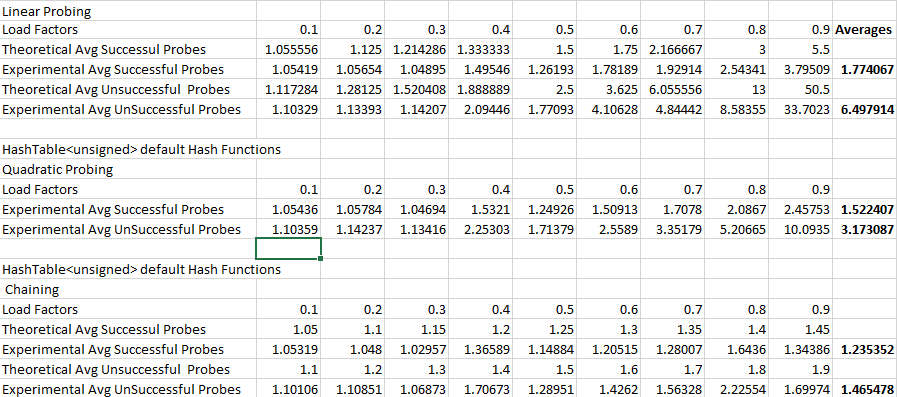 Linear Probing
Load Factors 0.1 0.2 0.3 0.4 0.5 0.6 0.7 0.8 0.9 Averages
Theoretical Avg Successul Probes 1.055556 1.125 1.214286 1.333333 1.5 1.75 2.166667 3 5.5
Experimental Avg Successful Probes 1.05419 1.05654 1.04895 1.49546 1.26193 1.78189 1.92914 2.54341 3.79509 1.774067
Theoretical Avg Unsuccessful Probes 1.117284 1.28125 1.520408 1.888889 2.5 3.625 6.055556 13 50.5
Experimental Avg UnSuccessful Probes 1.10329 1.13393 1.14207 2.09446 1.77093 4.10628 4.84442 8.58355 33.7023 6.497914
HashTable<unsigned> default Hash Functions
Quadratic Probing
Load Factors 0.1 0.2 0.3 0.4 0.5 0.6 0.7 0.8 0.9
Experimental Avg Successful Probes 1.05436 1.05784 1.04694 1.5321 1.24926 1.50913 1.7078 2.0867 2.45753 1.522407
Experimental Avg UnSuccessful Probes 1.10359 1.14237 1.13416 2.25303 1.71379 2.5589 3.35179 5.20665 10.0935 3.173087
HashTable<unsigned> default Hash Functions
Chaining
Load Factors 0.1 0.2 0.3 0.4 0.5 0.6 0.7 0.8 0.9
Theoretical Avg Successul Probes 1.05 1.1 1.15 1.2 1.25 1.3 1.35 1.4 1.45
Experimental Avg Successful Probes 1.05319 1.048 1.02957 1.36589 1.14884 1.20515 1.28007 1.6436 1.34386 1.235352
Theoretical Avg Unsuccessful Probes 1.1 1.2 1.3 1.4 1.5 1.6 1.7 1.8 1.9
Experimental Avg UnSuccessful Probes 1.10106 1.10851 1.06873 1.70673 1.28951 1.4262 1.56328 2.22554 1.69974 1.465478